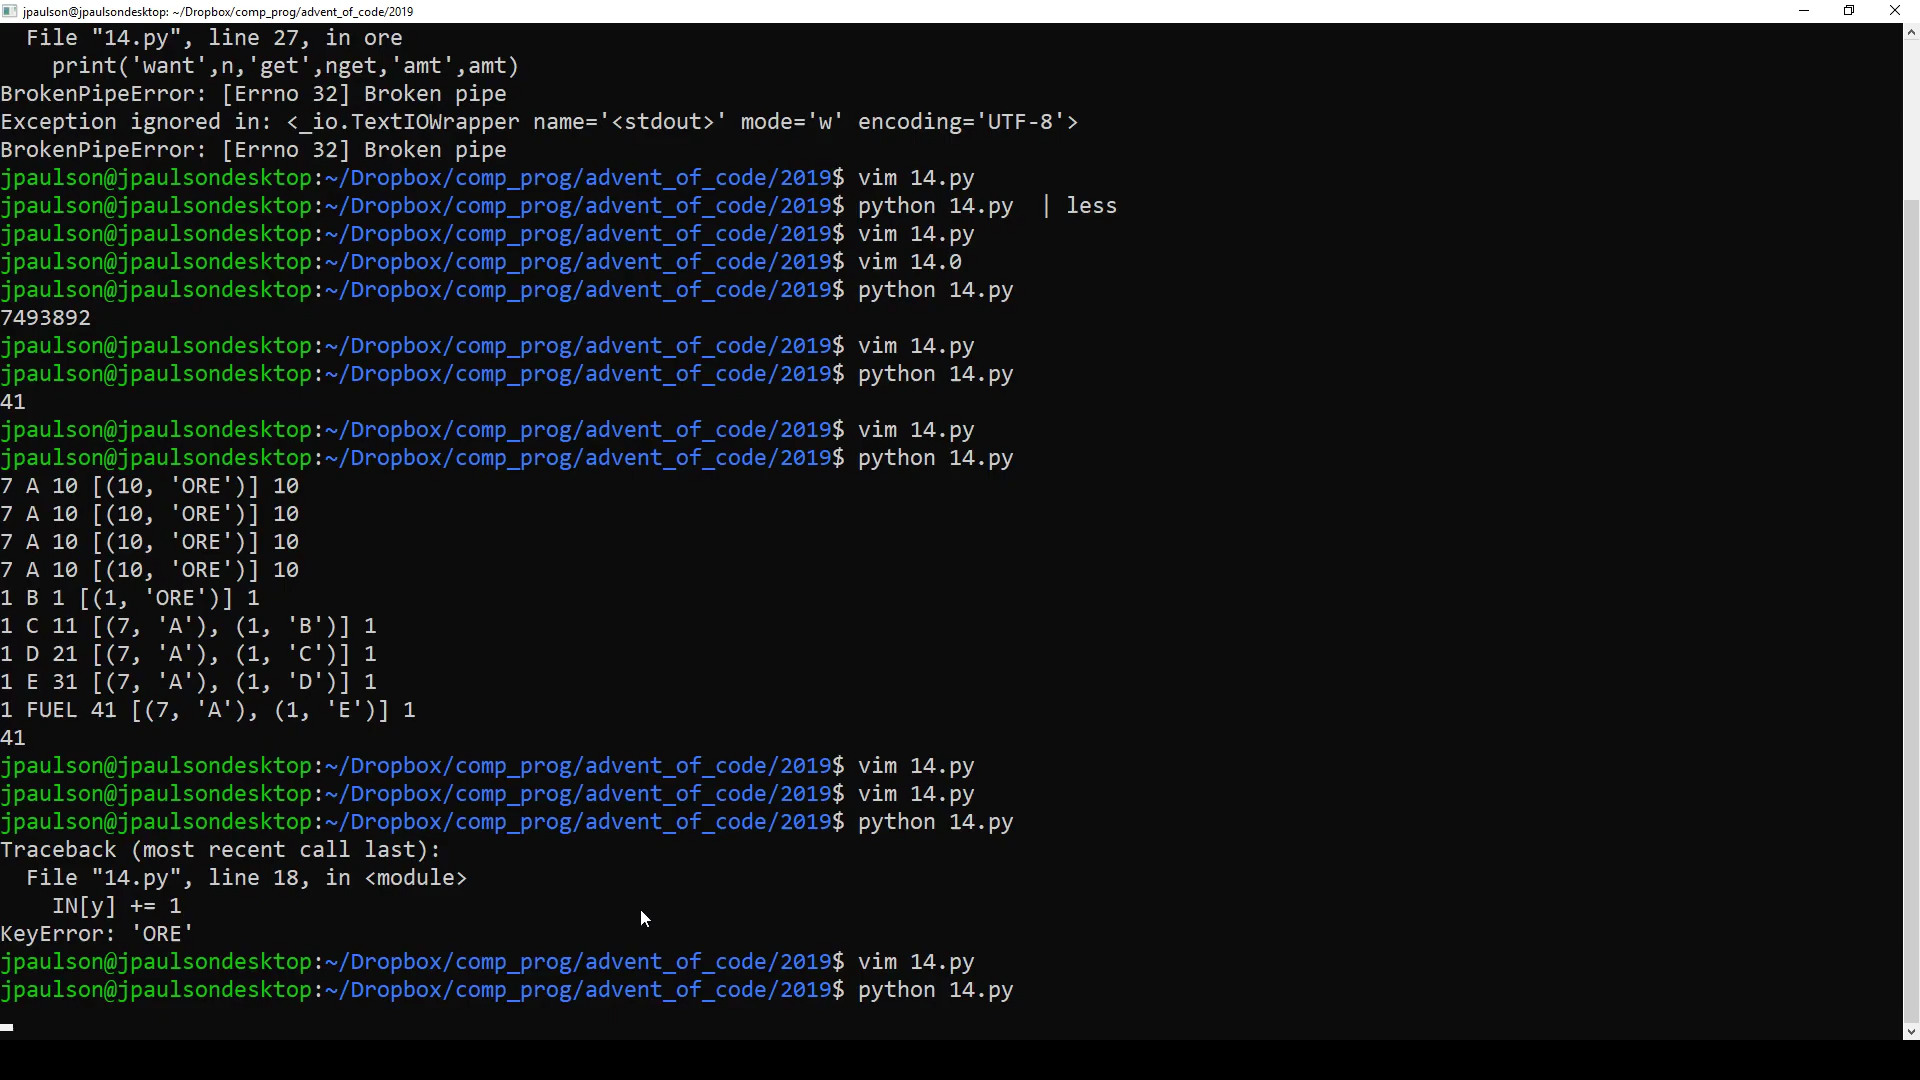 jpaulson@jpaulsondesktop: ~/Dropbox/comp_prog/advent_of_code/2019
  File "14.py", line 27, in ore
    print('want',n,'get',nget,'amt',amt)
BrokenPipeError: [Errno 32] Broken pipe
Exception ignored in: <_io.TextIOWrapper name='<stdout>' mode='w' encoding='UTF-8'>
BrokenPipeError: [Errno 32] Broken pipe
jpaulson@jpaulsondesktop:~/Dropbox/comp_prog/advent_of_code/2019$ vim 14.py
jpaulson@jpaulsondesktop:~/Dropbox/comp_prog/advent_of_code/2019$ python 14.py  | less
jpaulson@jpaulsondesktop:~/Dropbox/comp_prog/advent_of_code/2019$ vim 14.py
jpaulson@jpaulsondesktop:~/Dropbox/comp_prog/advent_of_code/2019$ vim 14.0
jpaulson@jpaulsondesktop:~/Dropbox/comp_prog/advent_of_code/2019$ python 14.py
7493892
jpaulson@jpaulsondesktop:~/Dropbox/comp_prog/advent_of_code/2019$ vim 14.py
jpaulson@jpaulsondesktop:~/Dropbox/comp_prog/advent_of_code/2019$ python 14.py
41
jpaulson@jpaulsondesktop:~/Dropbox/comp_prog/advent_of_code/2019$ vim 14.py
jpaulson@jpaulsondesktop:~/Dropbox/comp_prog/advent_of_code/2019$ python 14.py
7 A 10 [(10, 'ORE')] 10
7 A 10 [(10, 'ORE')] 10
7 A 10 [(10, 'ORE')] 10
7 A 10 [(10, 'ORE')] 10
1 B 1 [(1, 'ORE')] 1
1 C 11 [(7, 'A'), (1, 'B')] 1
1 D 21 [(7, 'A'), (1, 'C')] 1
1 E 31 [(7, 'A'), (1, 'D')] 1
1 FUEL 41 [(7, 'A'), (1, 'E')] 1
41
jpaulson@jpaulsondesktop:~/Dropbox/comp_prog/advent_of_code/2019$ vim 14.py
jpaulson@jpaulsondesktop:~/Dropbox/comp_prog/advent_of_code/2019$ vim 14.py
jpaulson@jpaulsondesktop:~/Dropbox/comp_prog/advent_of_code/2019$ python 14.py
Traceback (most recent call last):
  File "14.py", line 18, in <module>
    IN[y] += 1
KeyError: 'ORE'
jpaulson@jpaulsondesktop:~/Dropbox/comp_prog/advent_of_code/2019$ vim 14.py
jpaulson@jpaulsondesktop:~/Dropbox/comp_prog/advent_of_code/2019$ python 14.py